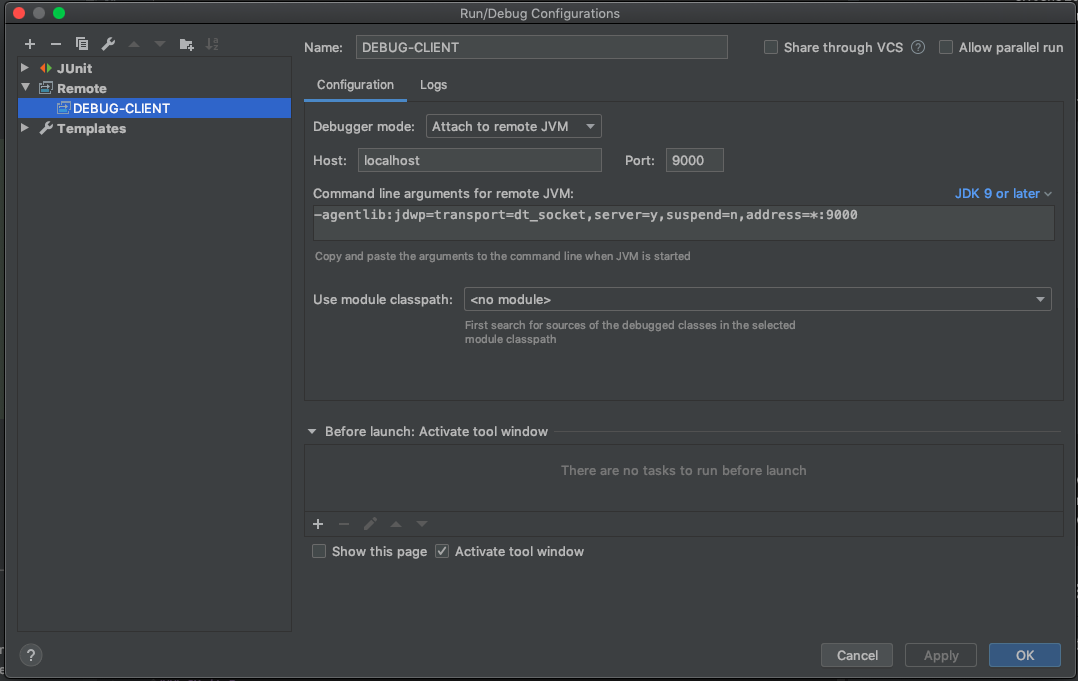 Run/Debug Configurations
JUnit
Remote
DEBUG-CLIENT
Templates
Name: DEBUG-CLIENT
Share through VCS ?
Allow parallel run
Configuration Logs
Debugger mode: Attach to remote JVM
Host: localhost Port: 9000
Command line arguments for remote JVM: JDK 9 or later
-agentlib:jdwp=transport=dt_socket,server=y,suspend=n,address=*:9000
Copy and paste the arguments to the command line when JVM is started
Use module classpath: <no module>
First search for sources of the debugged classes in the selected
module classpath
Before launch: Activate tool window
There are no tasks to run before launch
Show this page Activate tool window
? Cancel Apply OK